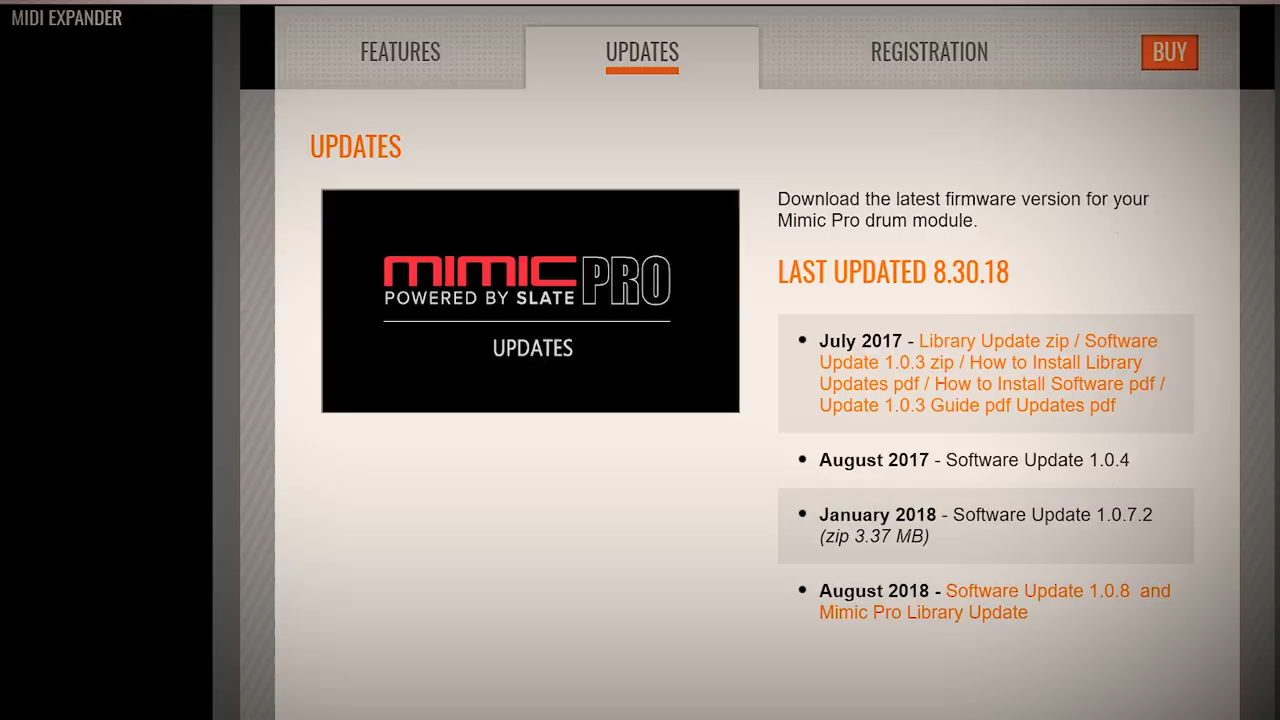 MIDI EXPANDER
FEATURES
UPDATES
REGISTRATION
BUY
UPDATES
MIMIC PRO
POWERED BY SLATE
UPDATES
Download the latest firmware version for your
Mimic Pro drum module.
LAST UPDATED 8.30.18
• July 2017 - Library Update zip / Software
Update 1.0.3 zip / How to Install Library
Updates pdf / How to Install Software pdf /
Update 1.0.3 Guide pdf Updates pdf
• August 2017 - Software Update 1.0.4
• January 2018 - Software Update 1.0.7.2
(zip 3.37 MB)
• August 2018 - Software Update 1.0.8 and
Mimic Pro Library Update